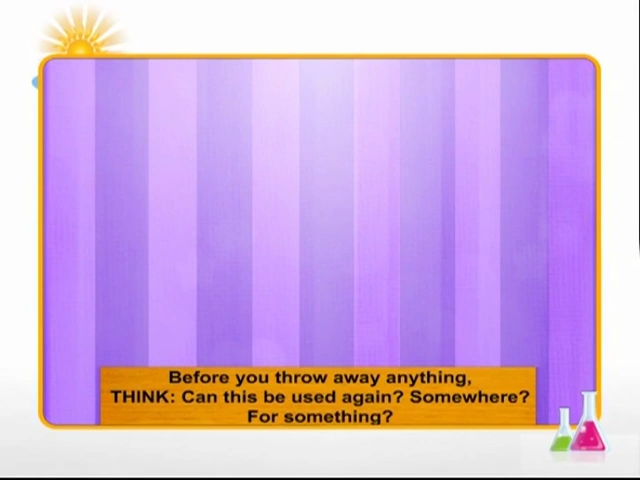 Before you throw away anything,
THINK: Can this be used again? Somewhere?
For something?